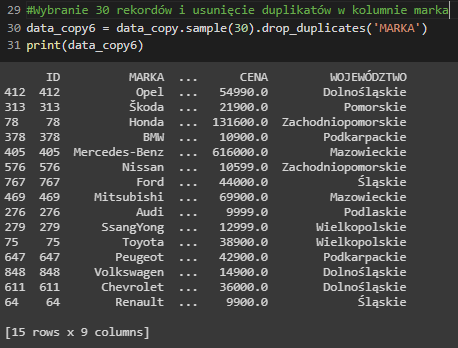 29 #Wybranie 30 rekordów i usunięcie duplikatów w kolumnie marka
30 data_copy6 = data_copy.sample(30).drop_duplicates('MARKA')
31 print(data_copy6)
ID MARKA ... CENA WOJEWÓDZTWO
412 412 Opel ... 54990.0 Dolnośląskie
313 313 Škoda ... 21900.0 Pomorskie
78 78 Honda ... 131600.0 Zachodniopomorskie
378 378 BMW ... 10900.0 Podkarpackie
405 405 Mercedes-Benz ... 616000.0 Mazowieckie
576 576 Nissan ... 10599.0 Zachodniopomorskie
767 767 Ford ... 44000.0 Śląskie
469 469 Mitsubishi ... 69900.0 Mazowieckie
276 276 Audi ... 9999.0 Podlaskie
279 279 SsangYong ... 12999.0 Wielkopolskie
75 75 Toyota ... 38900.0 Wielkopolskie
647 647 Peugeot ... 42900.0 Podkarpackie
848 848 Volkswagen ... 14900.0 Dolnośląskie
611 611 Chevrolet ... 36000.0 Dolnośląskie
64 64 Renault ... 9900.0 Śląskie
[15 rows x 9 columns]